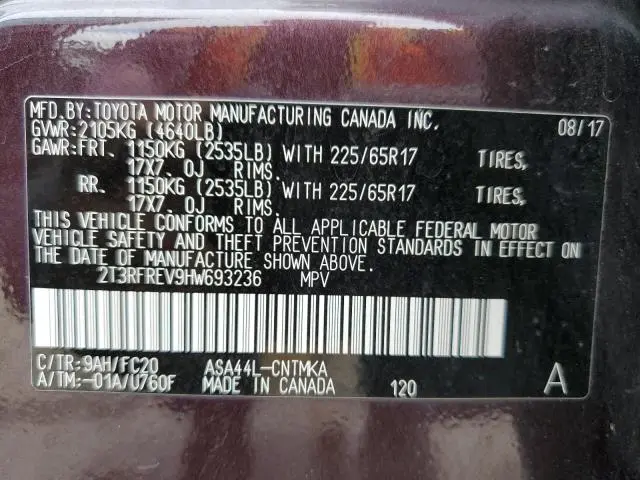 MFD.BY:TOYOTA MOTOR MANUFACTURING CANADA INC. 08/17
GVWR:2105KG (4640LB)
GAWR:FRT. 1150KG (2535LB) WITH 225/65R17 TIRES,
17X7.0J RIMS.
RR. 1150KG (2535LB) WITH 225/65R17 TIRES,
17X7.0J RIMS.
THIS VEHICLE CONFORMS TO ALL APPLICABLE FEDERAL MOTOR
VEHICLE SAFETY AND THEFT PREVENTION STANDARDS IN EFFECT ON
THE DATE OF MANUFACTURE SHOWN ABOVE.
2T3RFREV9HW693236 MPV
C/TR:9AH/FC20 ASA44L-CNTMKA
A/TM:-01A/U760F MADE IN CANADA 120 A